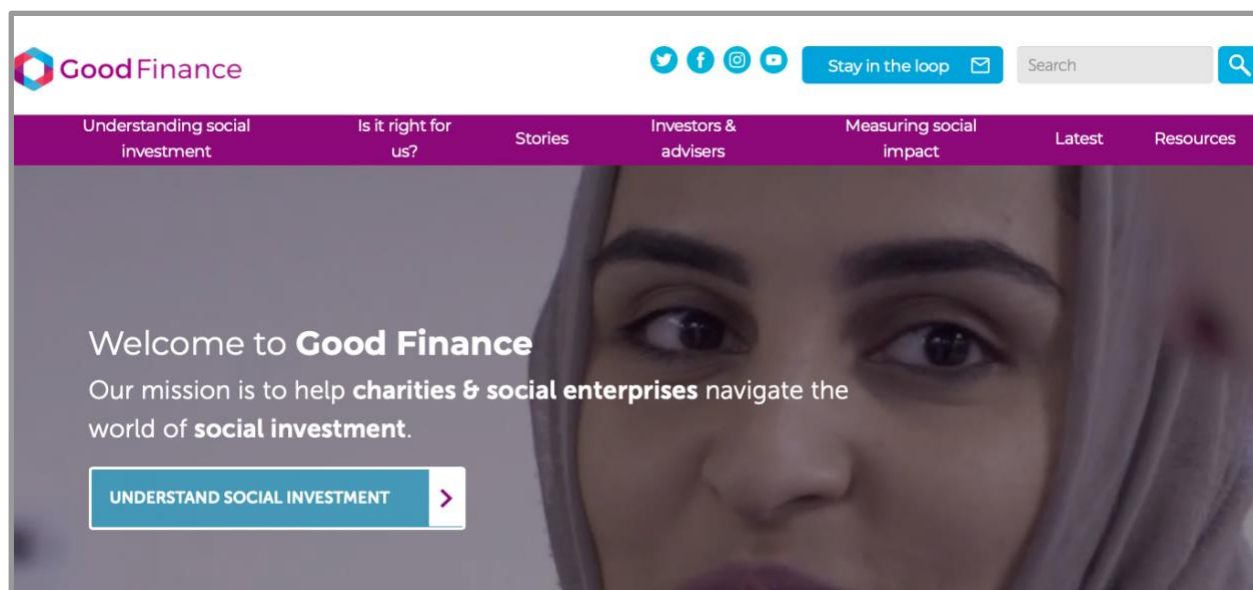 Good Finance
Stay in the loop
Search
Understanding social
investment
Is it right for
us?
Stories
Investors &
advisers
Measuring social
impact
Latest
Resources
Welcome to Good Finance
Our mission is to help charities & social enterprises navigate the
world of social investment.
UNDERSTAND SOCIAL INVESTMENT